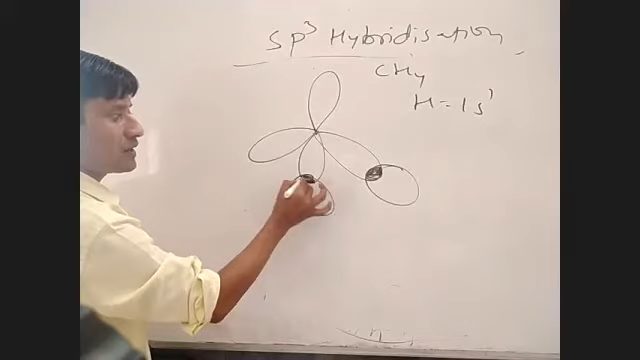 Sp³ Hybridisation
CH₄
H = 1s¹